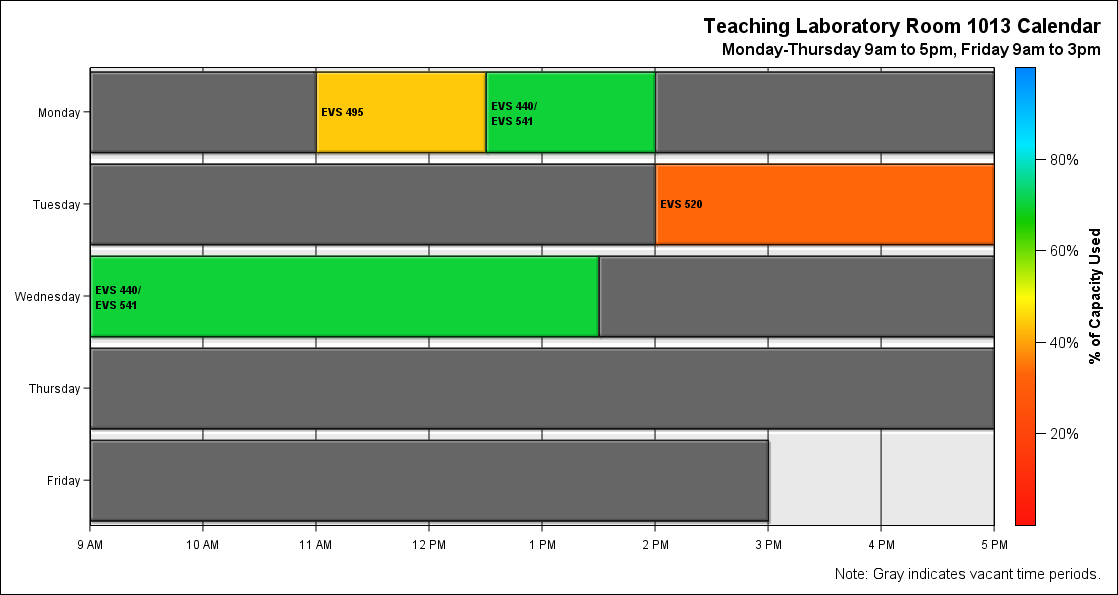 Teaching Laboratory Room 1013 Calendar
Monday-Thursday 9am to 5pm, Friday 9am to 3pm
Monday
EVS 495
EVS 440/
EVS 541
Tuesday
EVS 520
Wednesday
EVS 440/
EVS 541
Thursday
Friday
9 AM
10 AM
11 AM
12 PM
1 PM
2 PM
3 PM
4 PM
5 PM
80%
60%
40%
20%
% of Capacity Used
Note: Gray indicates vacant time periods.